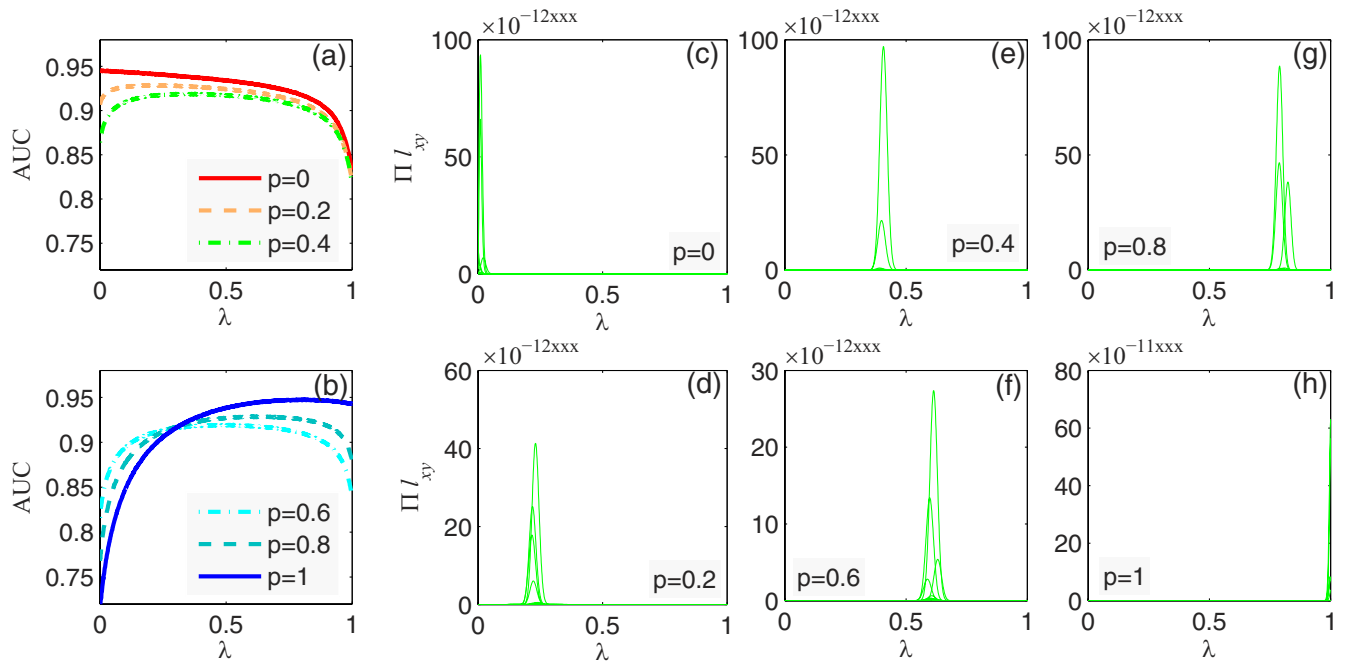 (a)
0.95
0.9
0.85
0.8
0.75
AUC
p=0
p=0.2
p=0.4
0 0.5 1
λ
(b)
0.95
0.9
0.85
0.8
0.75
AUC
p=0.6
p=0.8
p=1
0 0.5 1
λ
×10^-12xxx
(c)
100
50
0
Π l_xy
p=0
0 0.5 1
λ
×10^-12xxx
(d)
60
40
20
0
Π l_xy
p=0.2
0 0.5 1
λ
×10^-12xxx
(e)
100
50
0
p=0.4
0 0.5 1
λ
×10^-12xxx
(f)
30
20
10
0
p=0.6
0 0.5 1
λ
×10^-12xxx
(g)
100
50
0
p=0.8
0 0.5 1
λ
×10^-11xxx
(h)
80
60
40
20
0
p=1
0 0.5 1
λ